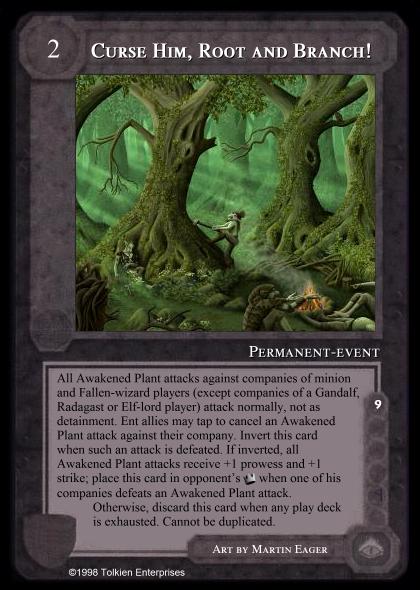 2
Curse Him, Root and Branch!
Permanent-event
All Awakened Plant attacks against companies of minion
and Fallen-wizard players (except companies of a Gandalf,
Radagast or Elf-lord player) attack normally, not as
detainment. Ent allies may tap to cancel an Awakened
Plant attack against their company. Invert this card
when such an attack is defeated. If inverted, all
Awakened Plant attacks receive +1 prowess and +1
strike; place this card in opponent's when one of his
companies defeats an Awakened Plant attack.
Otherwise, discard this card when any play deck
is exhausted. Cannot be duplicated.
9
Art by Martin Eager
©1998 Tolkien Enterprises